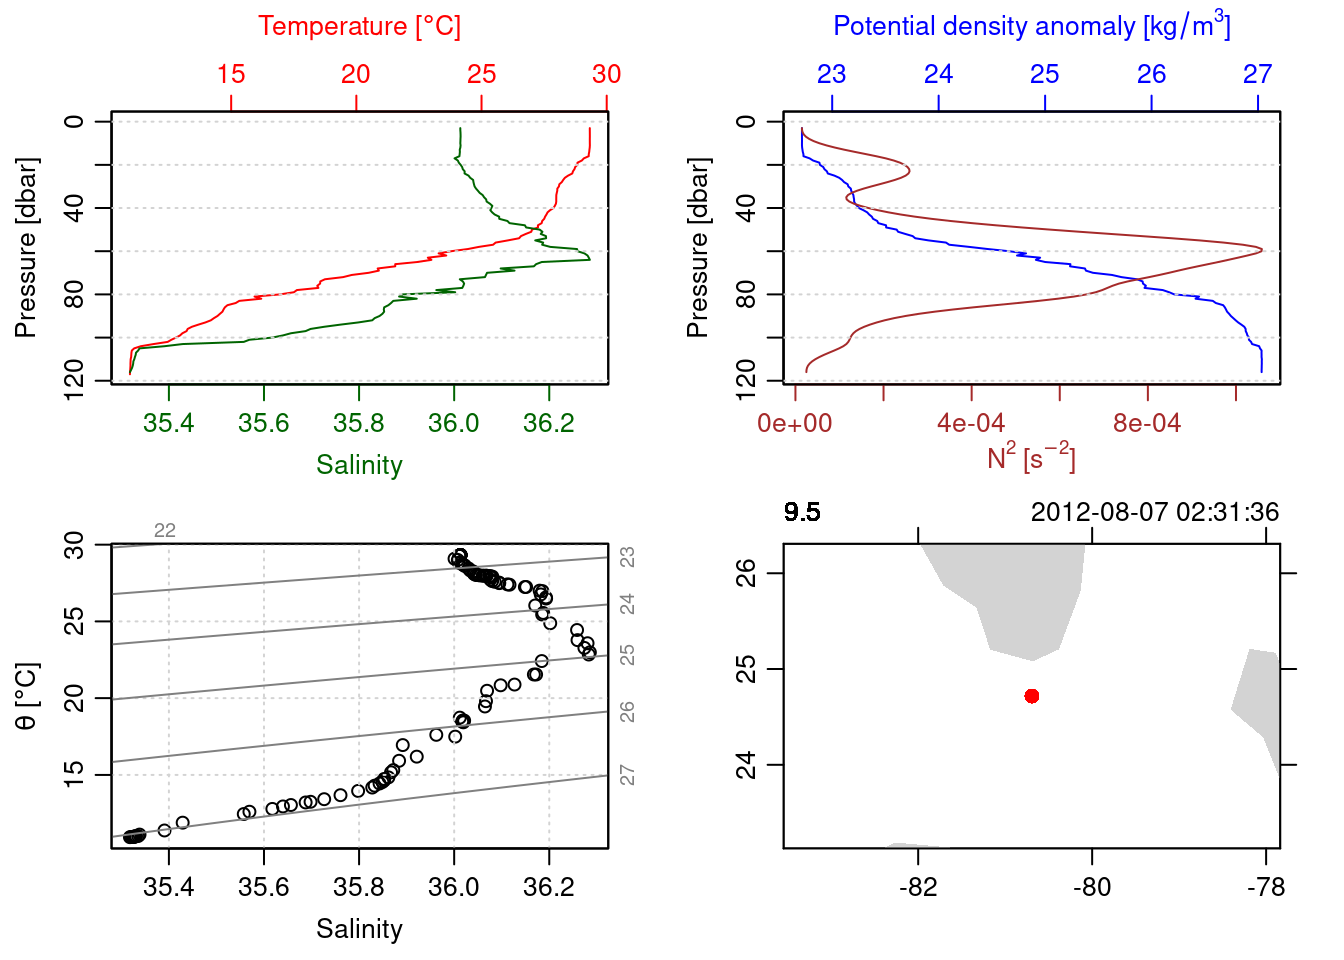 Temperature [°C]
15 20 25 30
Pressure [dbar]
0 40 80 120
35.4 35.6 35.8 36.0 36.2
Salinity
Potential density anomaly [kg/m³]
23 24 25 26 27
Pressure [dbar]
0 40 80 120
0e+00 4e-04 8e-04
N² [s⁻²]
22
23
24
25
26
27
θ [°C]
30 25 20 15
35.4 35.6 35.8 36.0 36.2
Salinity
9.5 2012-08-07 02:31:36
26 25 24
-82 -80 -78